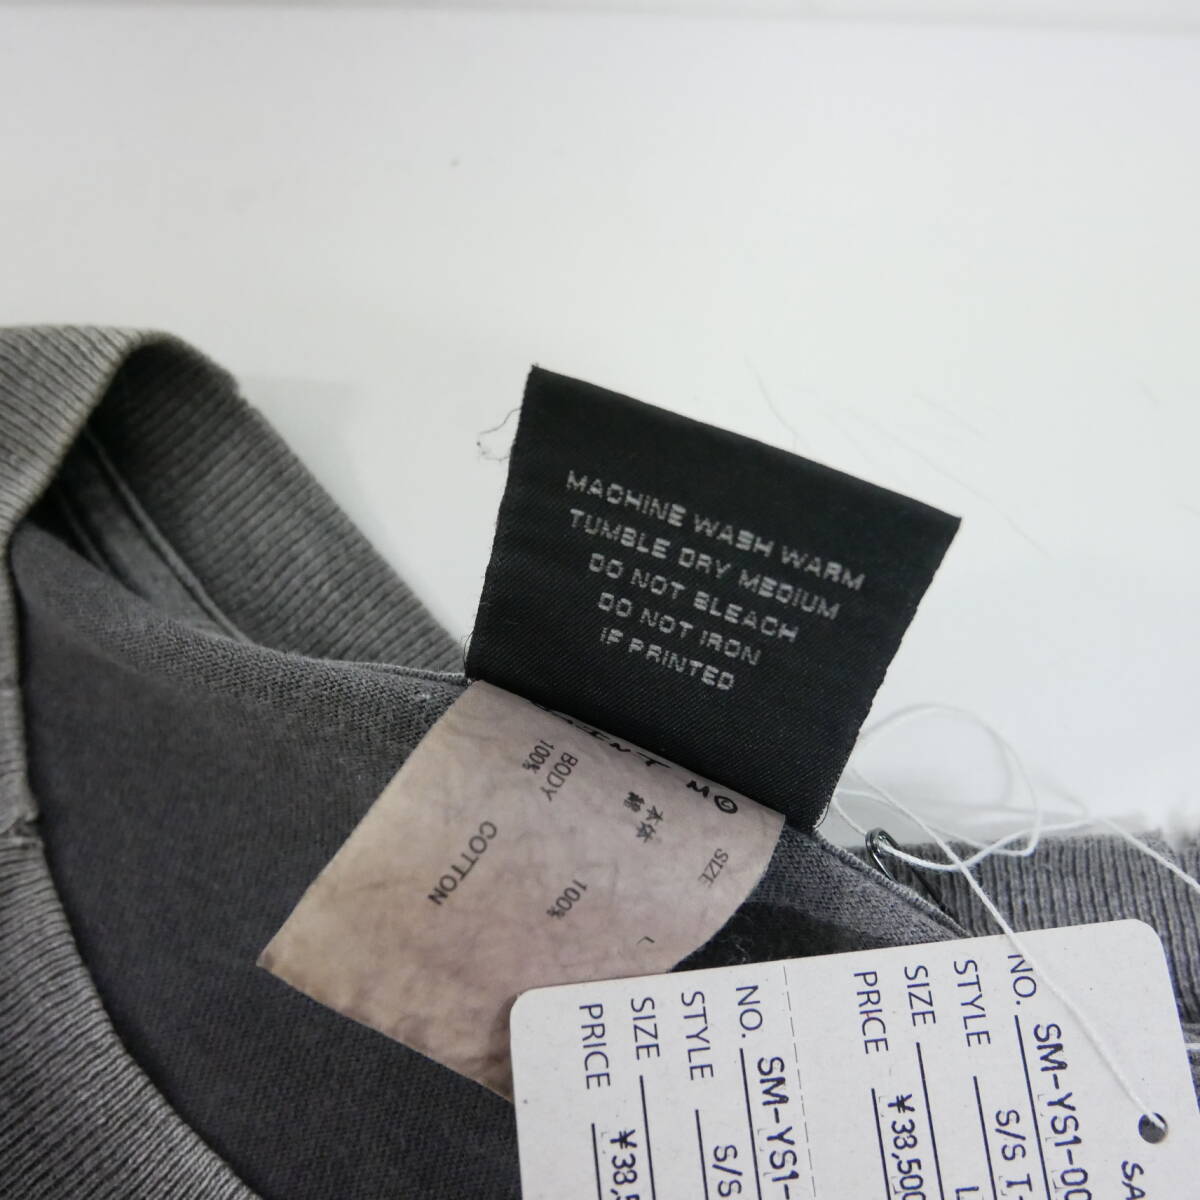 MACHINE WASH WARM
TUMBLE DRY MEDIUM
DO NOT BLEACH
DO NOT IRON
IF PRINTED
SIZE L
本体 綿 100%
BODY COTTON
100%
NO. SM-YS1-00
STYLE S/S T
SIZE L
PRICE ¥38,500
NO. SM-YS1-
STYLE S/S
SIZE
PRICE ¥38,5
SA